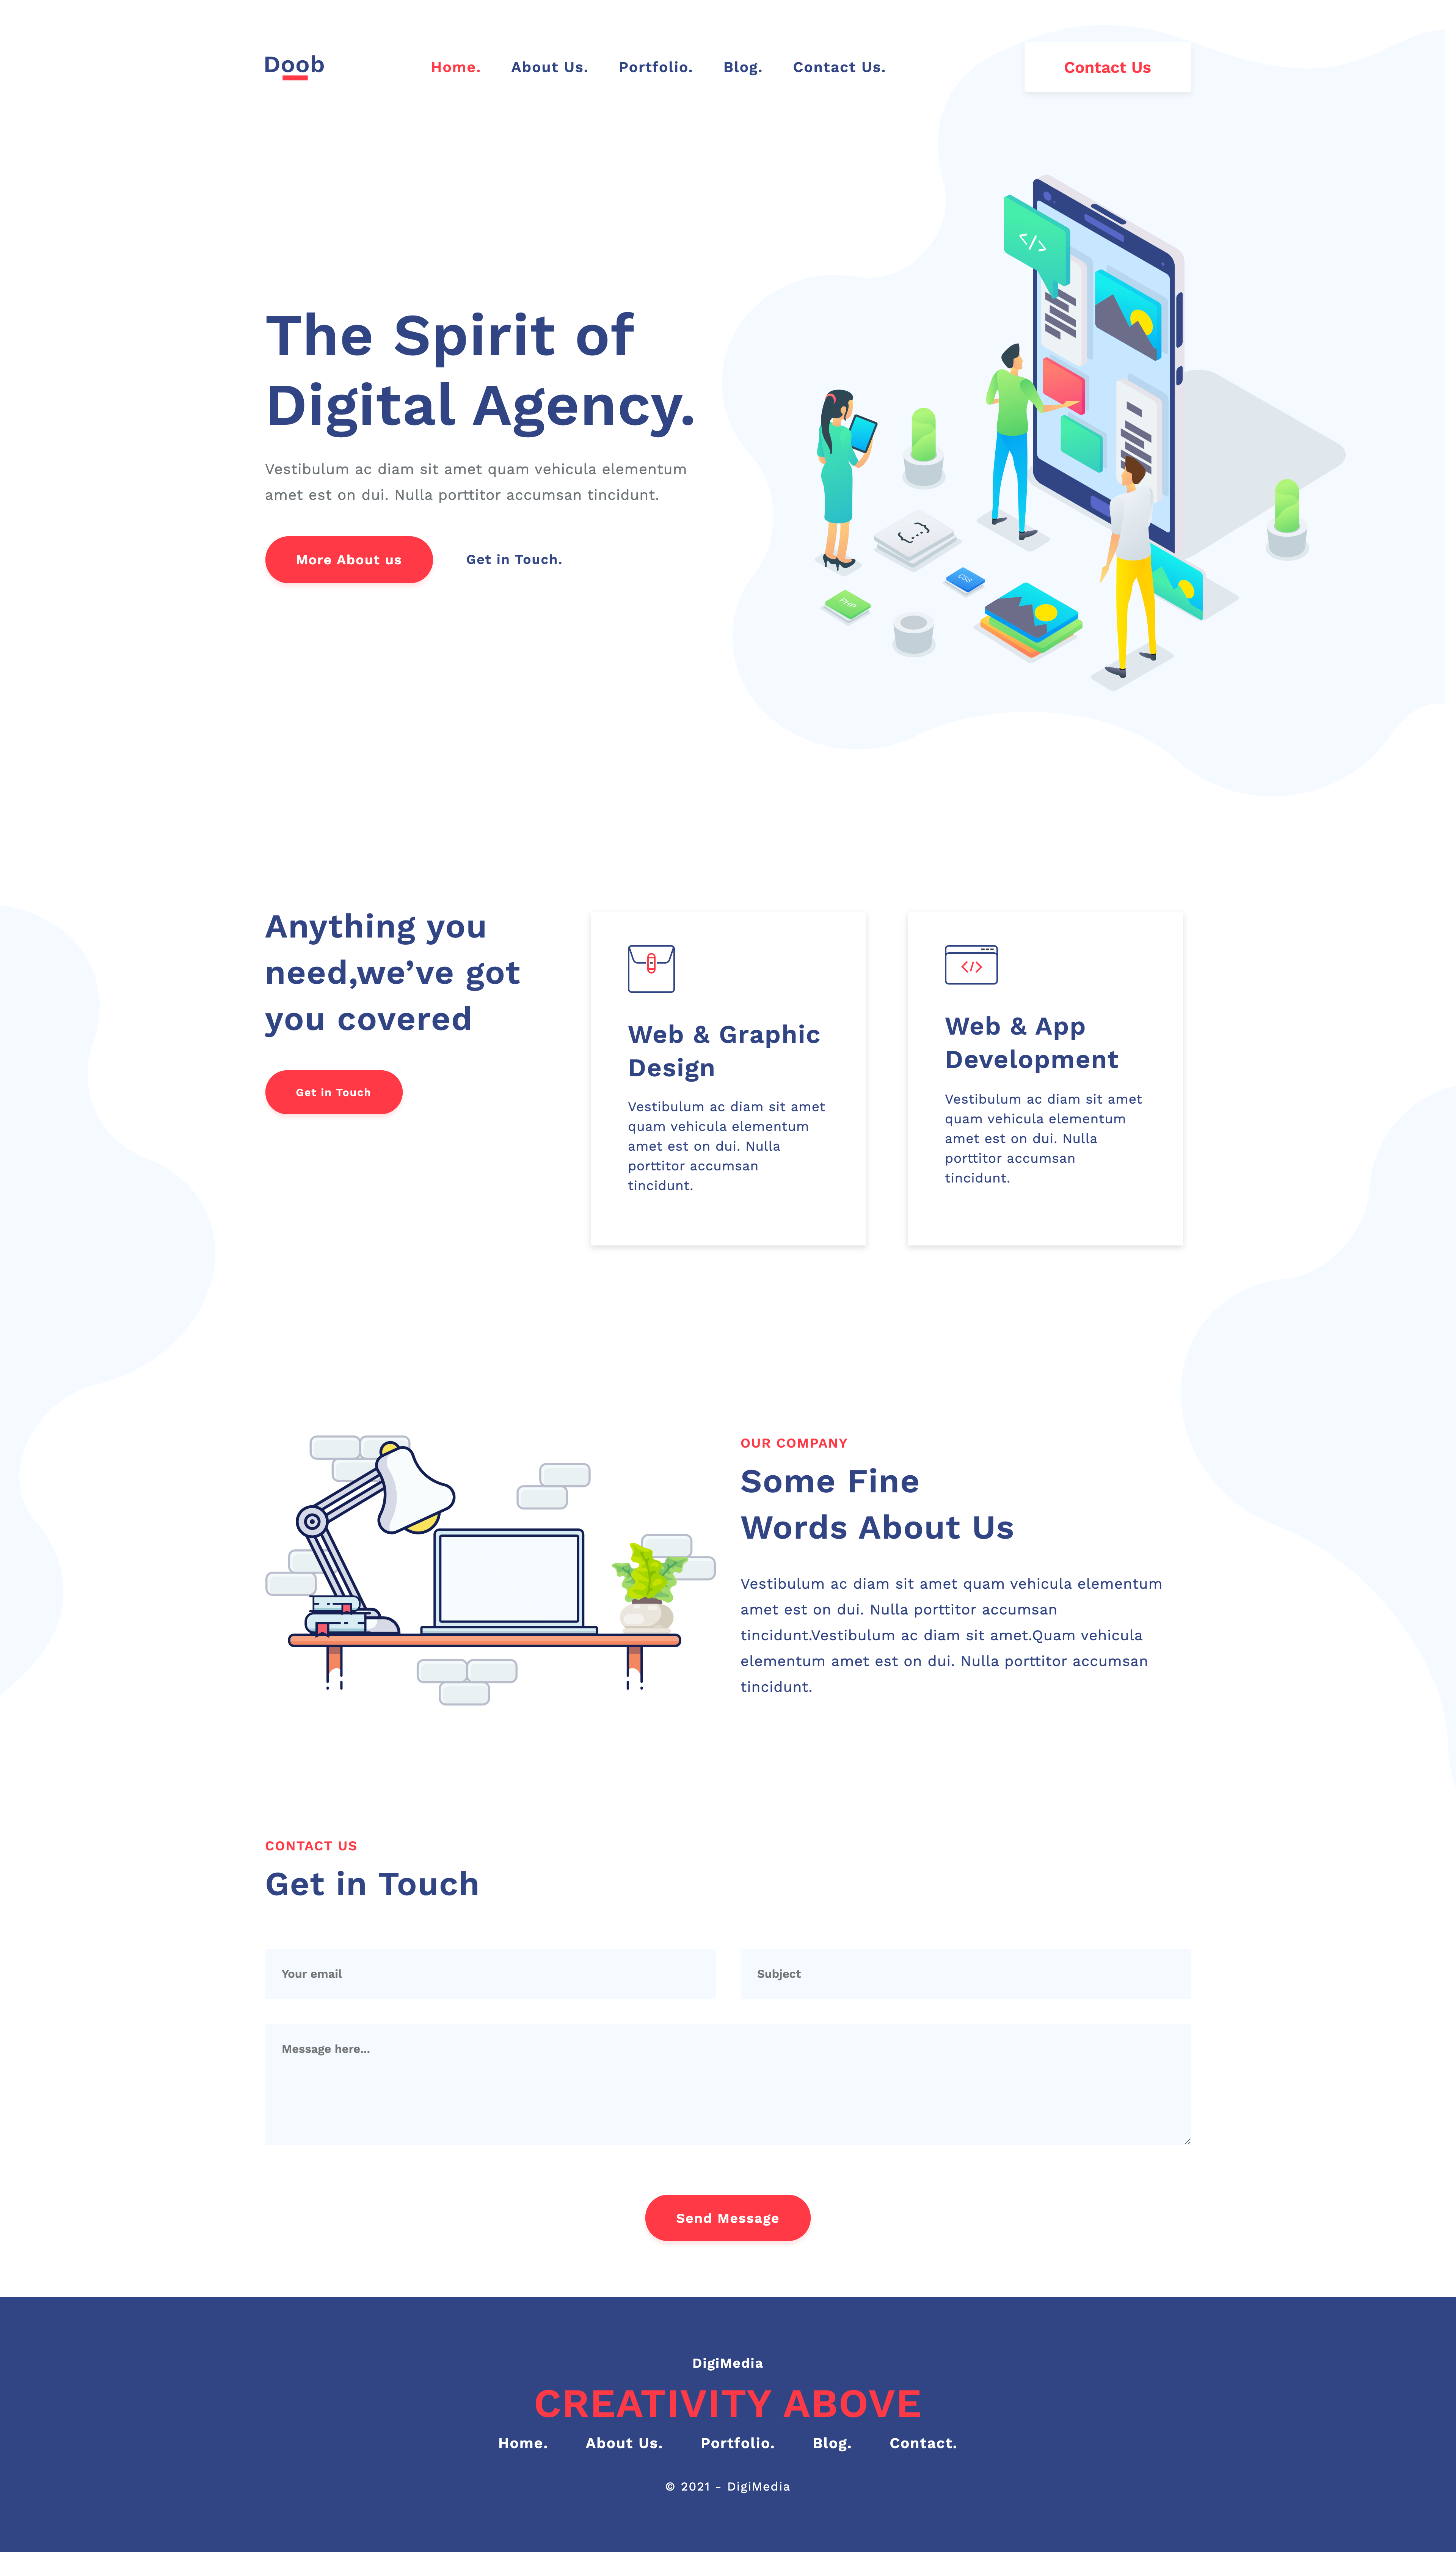 Doob
Home. About Us. Portfolio. Blog. Contact Us.
Contact Us
</>
The Spirit of
Digital Agency.
Vestibulum ac diam sit amet quam vehicula elementum
amet est on dui. Nulla porttitor accumsan tincidunt.
More About us
Get in Touch.
{...}
CSS
PHP
Anything you
need,we’ve got
you covered
Get in Touch
Web & Graphic
Design
Vestibulum ac diam sit amet
quam vehicula elementum
amet est on dui. Nulla
porttitor accumsan
tincidunt.
</>
Web & App
Development
Vestibulum ac diam sit amet
quam vehicula elementum
amet est on dui. Nulla
porttitor accumsan
tincidunt.
OUR COMPANY
Some Fine
Words About Us
Vestibulum ac diam sit amet quam vehicula elementum
amet est on dui. Nulla porttitor accumsan
tincidunt.Vestibulum ac diam sit amet.Quam vehicula
elementum amet est on dui. Nulla porttitor accumsan
tincidunt.
CONTACT US
Get in Touch
Your email
Subject
Message here...
Send Message
DigiMedia
CREATIVITY ABOVE
Home. About Us. Portfolio. Blog. Contact.
© 2021 - DigiMedia